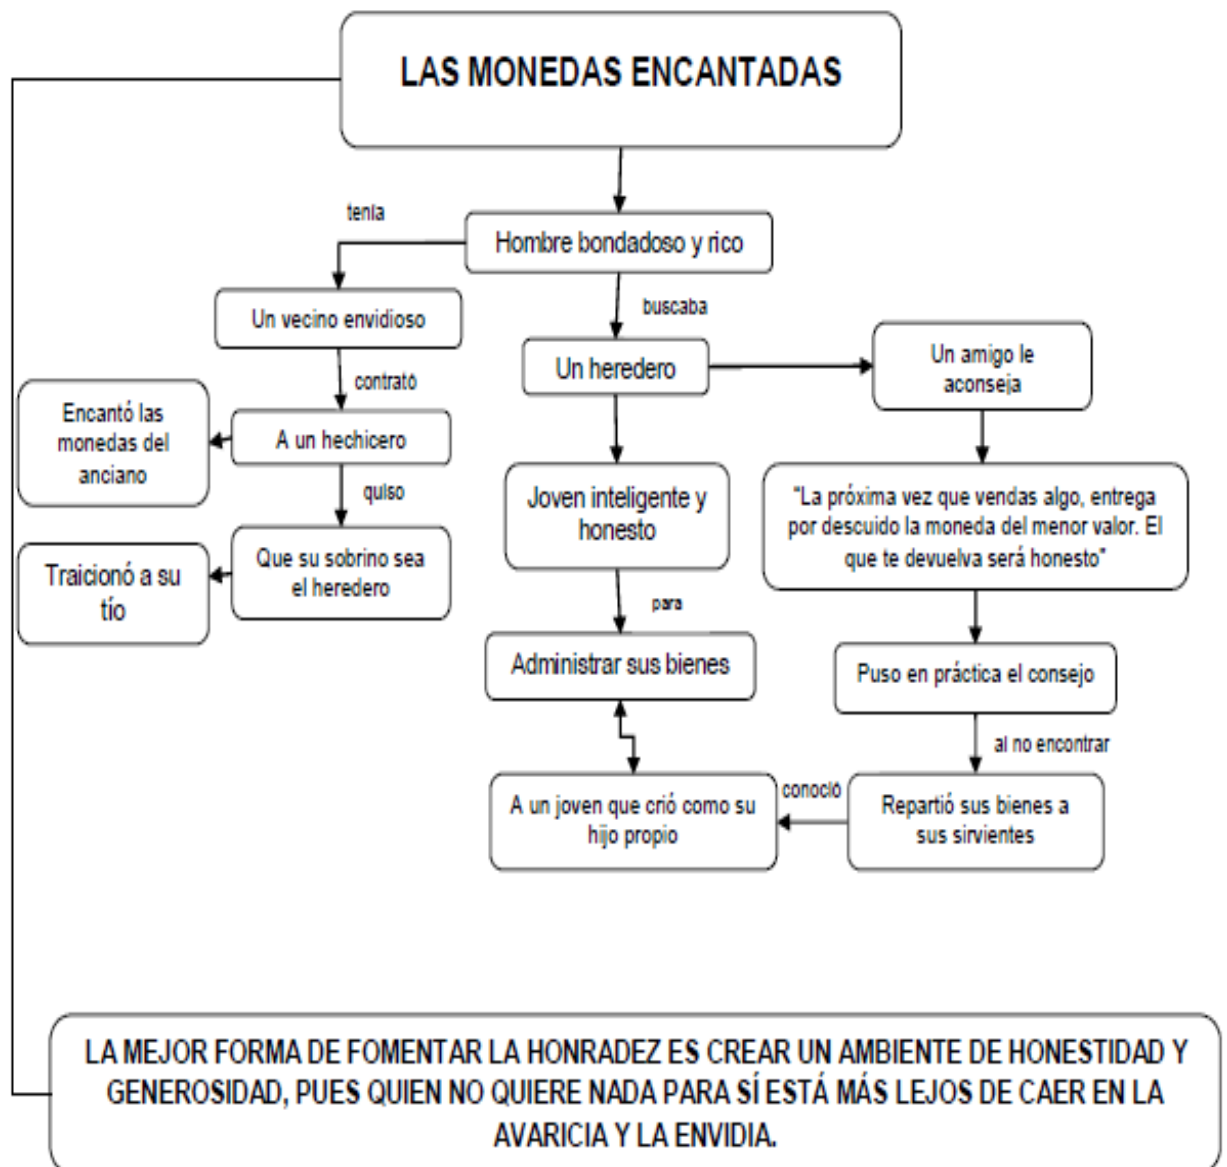 LAS MONEDAS ENCANTADAS
tenía
Hombre bondadoso y rico
Un vecino envidioso
buscaba
Un heredero
Un amigo le
aconseja
contrató
Encantó las
monedas del
anciano
A un hechicero
quiso
Que su sobrino sea
el heredero
Traicionó a su
tío
Joven inteligente y
honesto
para
Administrar sus bienes
"La próxima vez que vendas algo, entrega
por descuido la moneda del menor valor. El
que te devuelva será honesto"
Puso en práctica el consejo
al no encontrar
Repartió sus bienes a
sus sirvientes
conoció
A un joven que crió como su
hijo propio
LA MEJOR FORMA DE FOMENTAR LA HONRADEZ ES CREAR UN AMBIENTE DE HONESTIDAD Y
GENEROSIDAD, PUES QUIEN NO QUIERE NADA PARA SÍ ESTÁ MÁS LEJOS DE CAER EN LA
AVARICIA Y LA ENVIDIA.